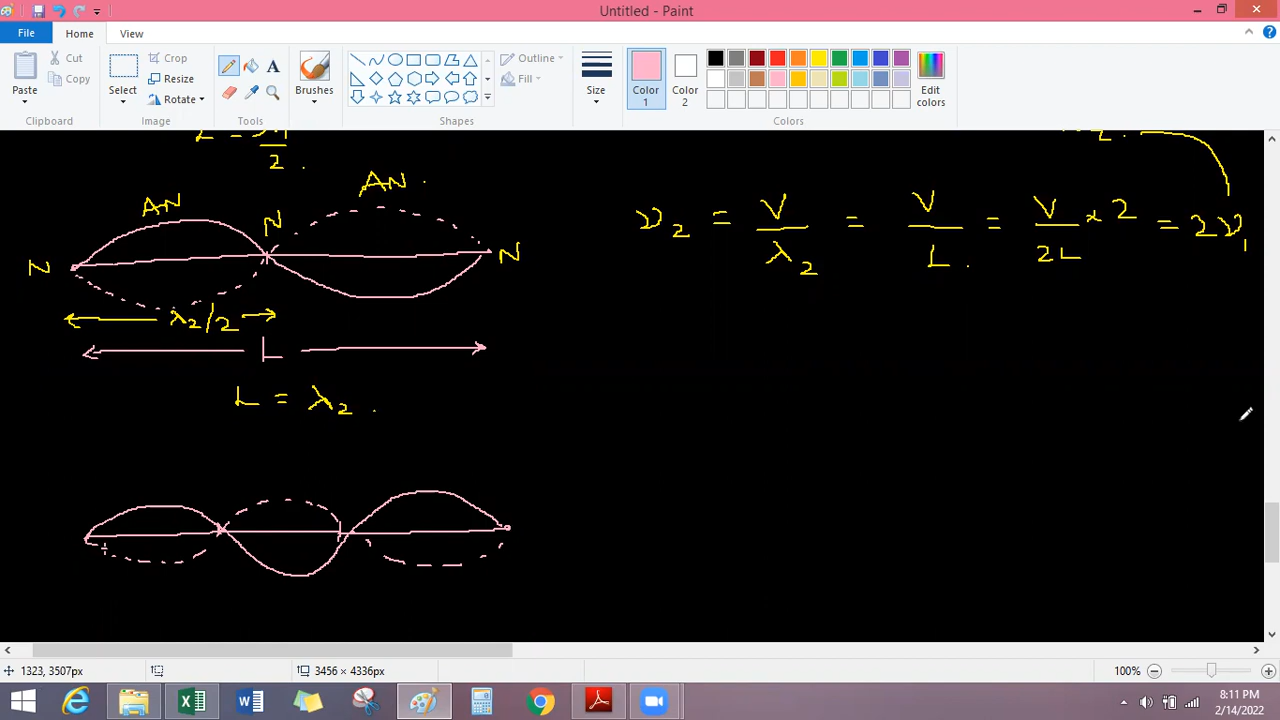 Untitled - Paint
File Home View
Paste Cut Copy Select Crop Resize Rotate A Brushes Outline Fill Size Color 1 Color 2 Edit colors
Clipboard Image Tools Shapes Colors
2 .
AN AN .
N N N
λ₂/2
L
L = λ₂ .
ν₂ = V/λ₂ = V/L . = V/2L × 2 = 2ν₁
1323, 3507px 3456 × 4336px 100%
8:11 PM
2/14/2022